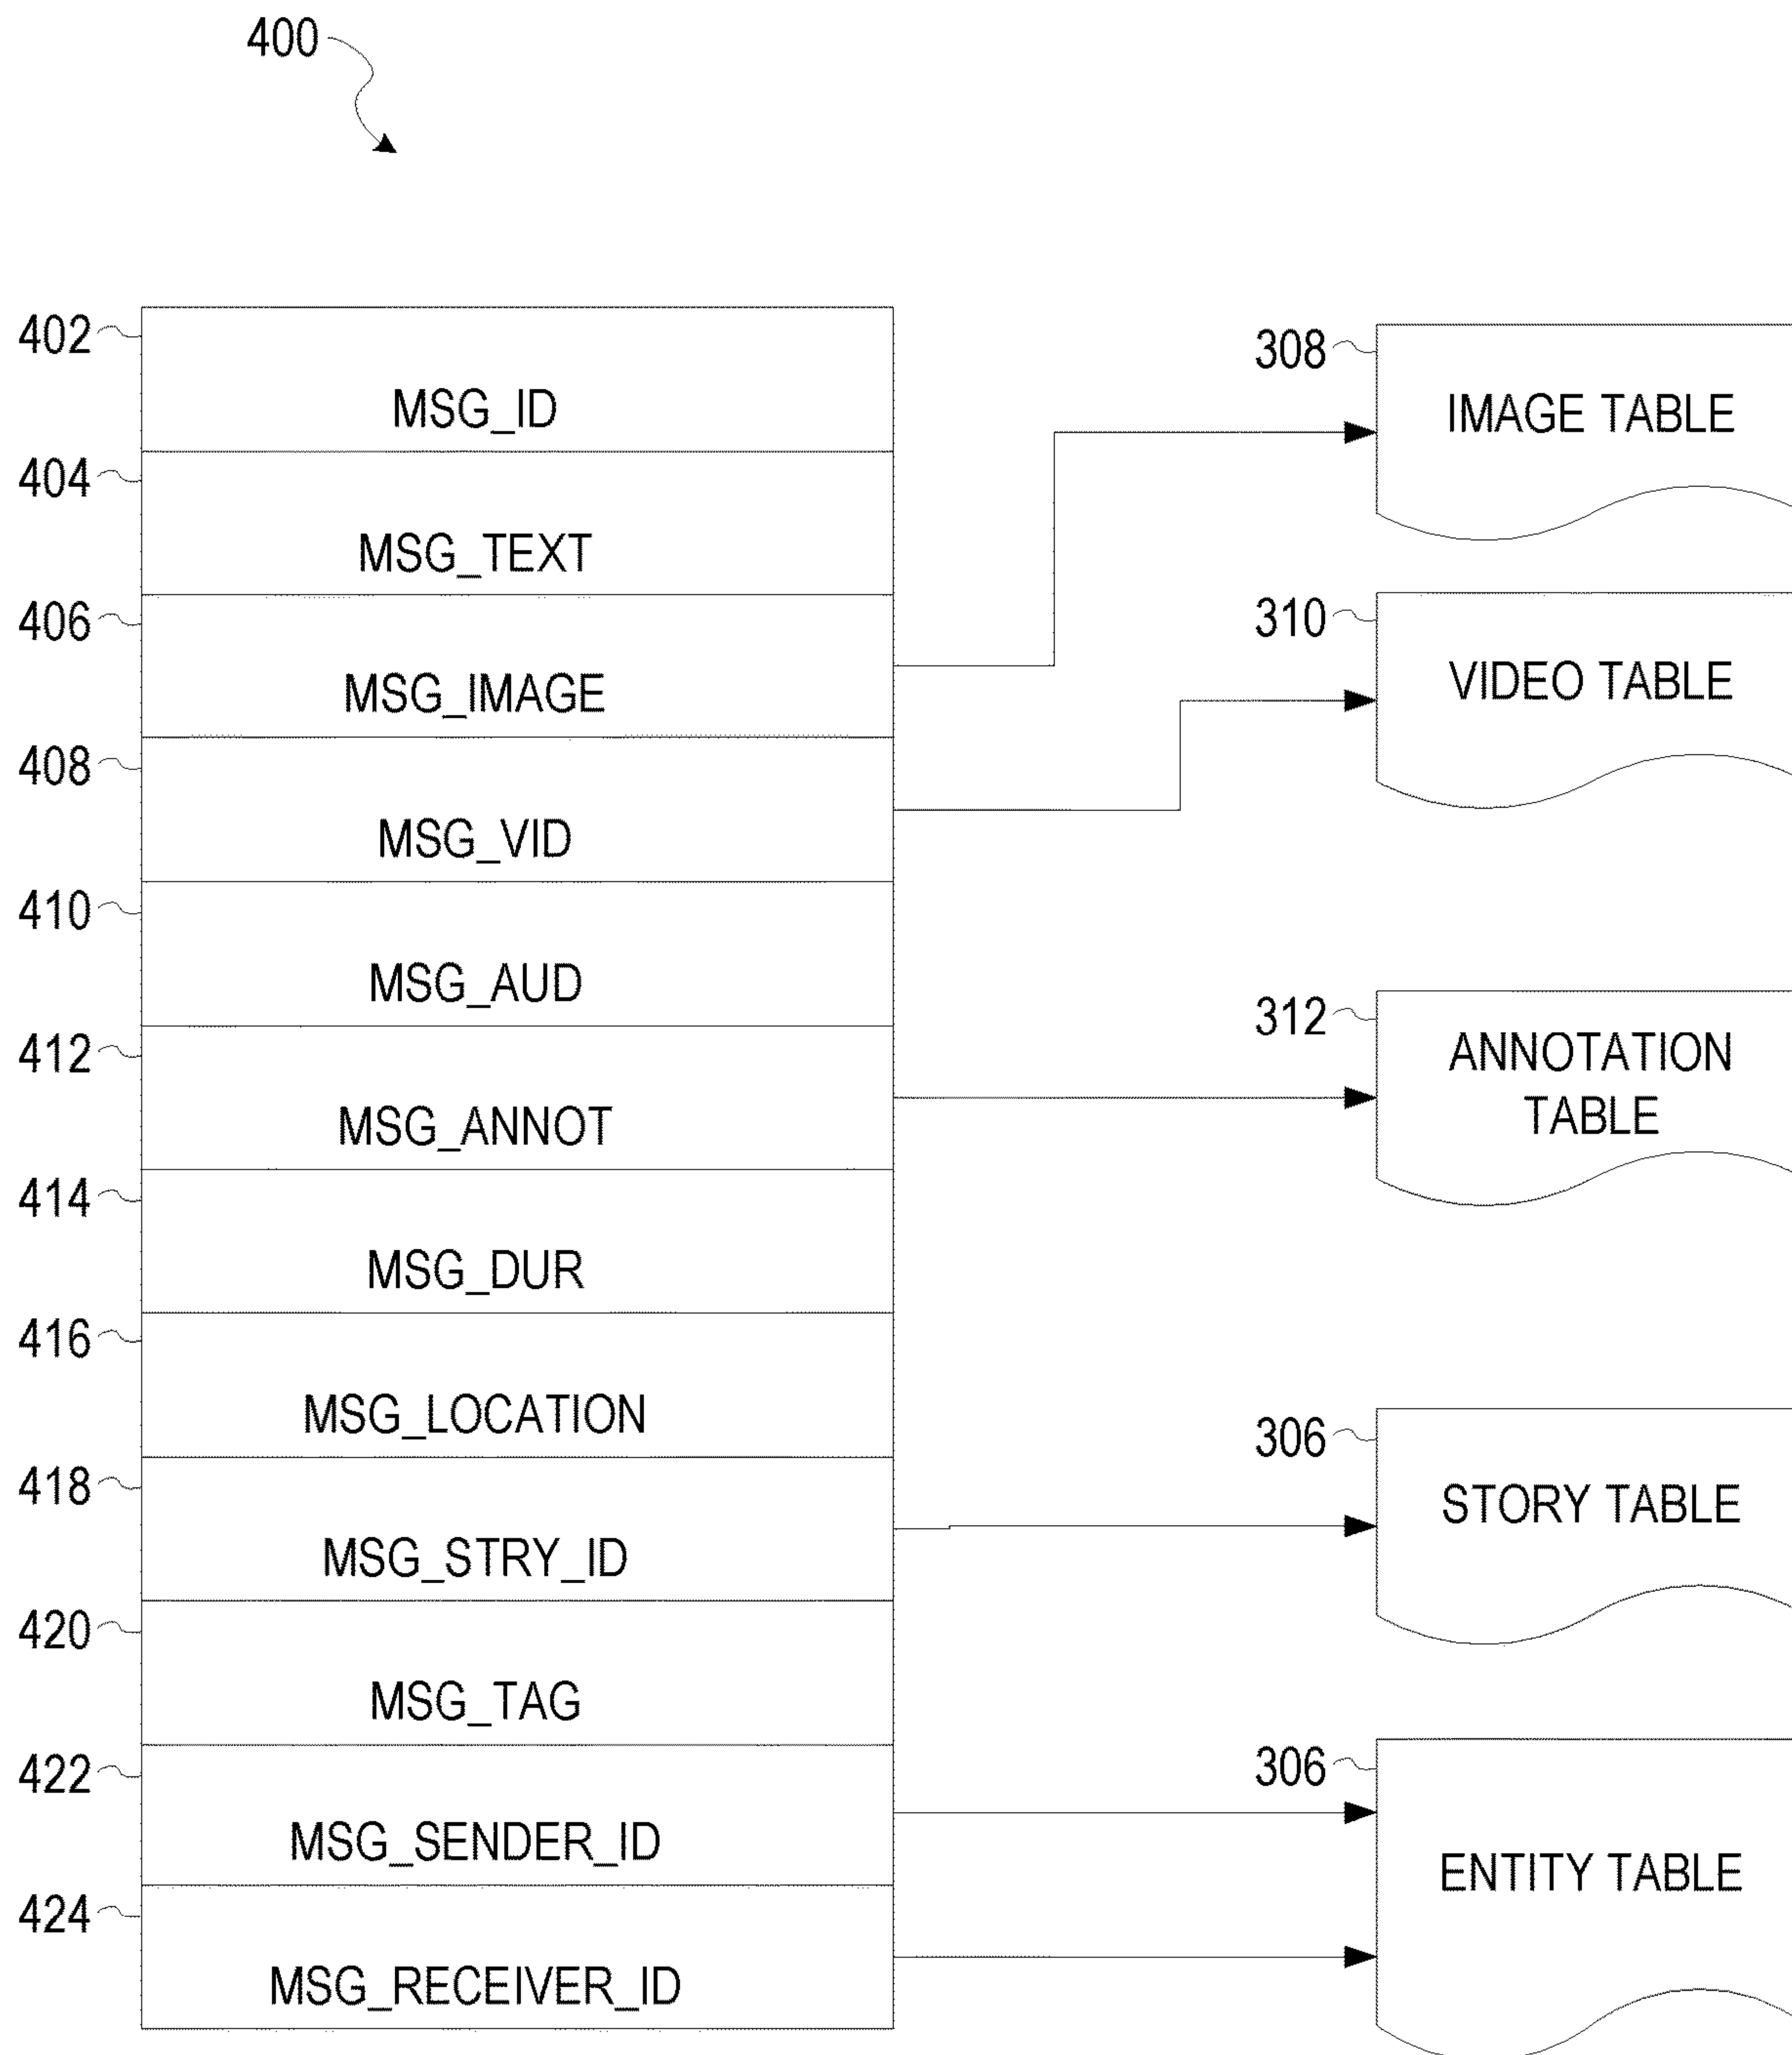 400
402
MSG_ID
404
MSG_TEXT
406
MSG_IMAGE
408
MSG_VID
410
MSG_AUD
412
MSG_ANNOT
414
MSG_DUR
416
MSG_LOCATION
418
MSG_STRY_ID
420
MSG_TAG
422
MSG_SENDER_ID
424
MSG_RECEIVER_ID
308
IMAGE TABLE
310
VIDEO TABLE
312
ANNOTATION
TABLE
306
STORY TABLE
306
ENTITY TABLE